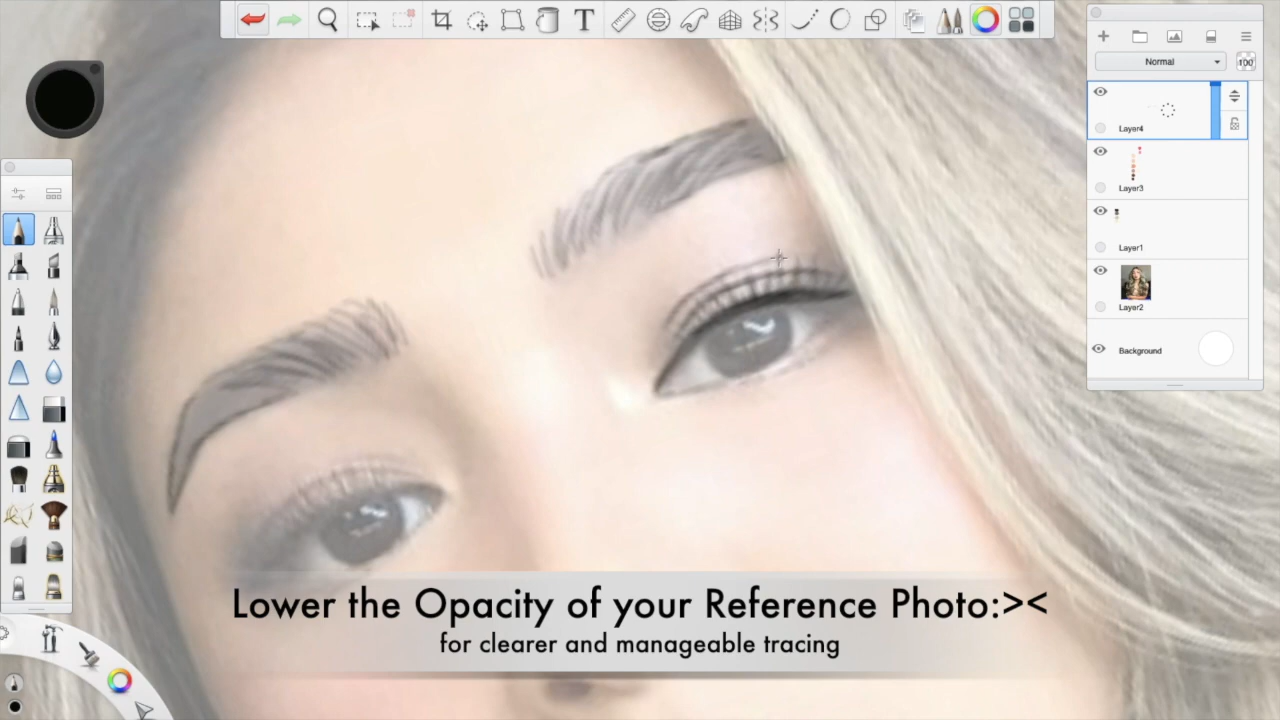 T
Normal
100
Layer4
Layer3
Layer1
Layer2
Background
Lower the Opacity of your Reference Photo:><
for clearer and manageable tracing